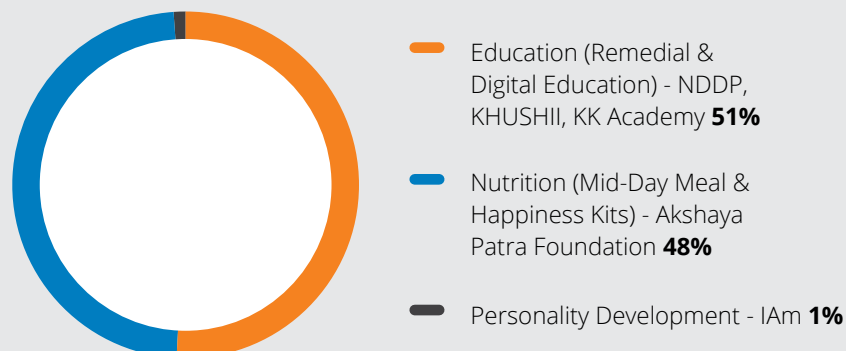 Education (Remedial &
Digital Education) - NDDP,
KHUSHII, KK Academy 51%
Nutrition (Mid-Day Meal &
Happiness Kits) - Akshaya
Patra Foundation 48%
Personality Development - IAm 1%